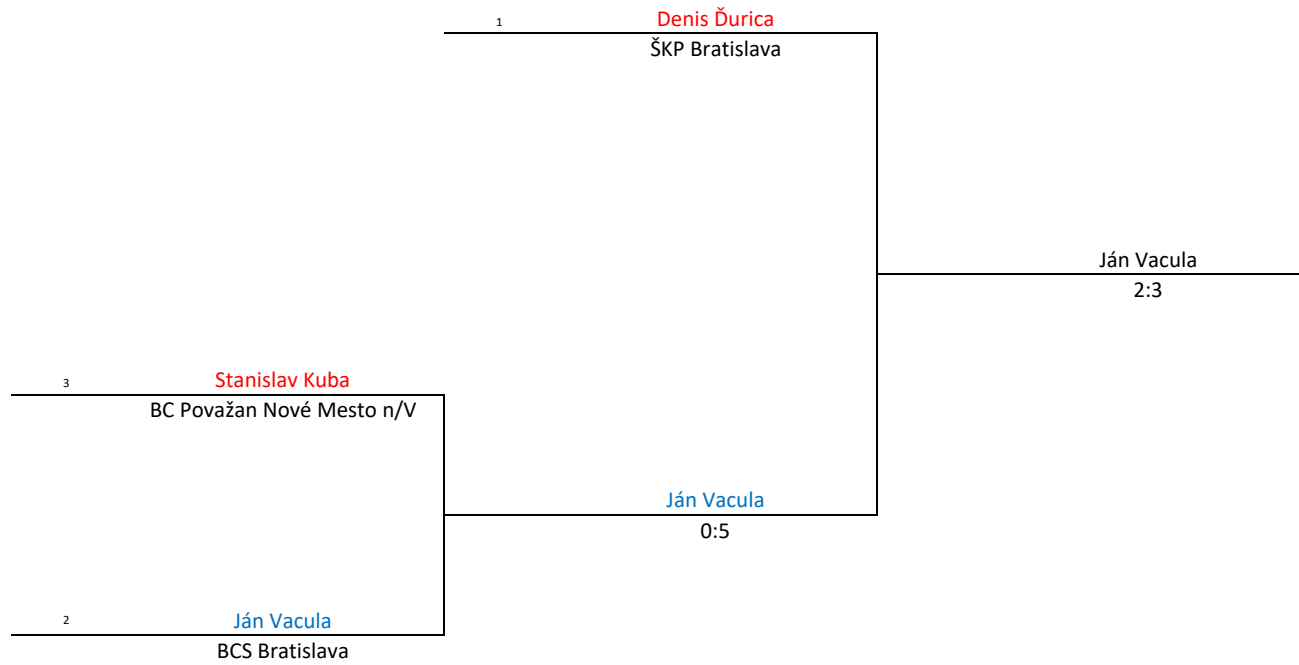 1 Denis Ďurica
ŠKP Bratislava
Ján Vacula
2:3
3 Stanislav Kuba
BC Považan Nové Mesto n/V
Ján Vacula
0:5
2 Ján Vacula
BCS Bratislava